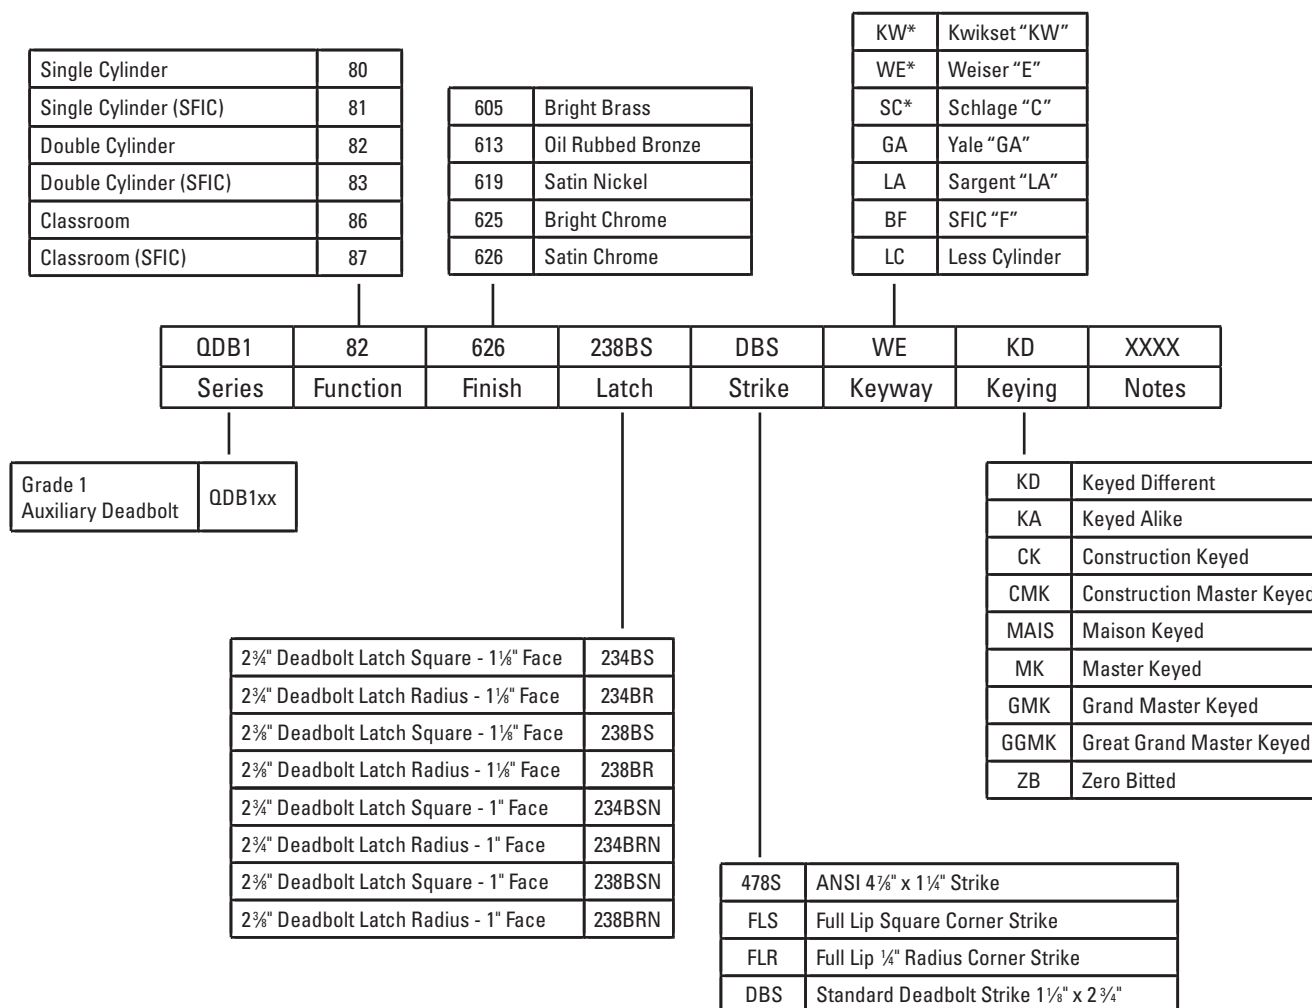 Single Cylinder 80
Single Cylinder (SFIC) 81
Double Cylinder 82
Double Cylinder (SFIC) 83
Classroom 86
Classroom (SFIC) 87
605 Bright Brass
613 Oil Rubbed Bronze
619 Satin Nickel
625 Bright Chrome
626 Satin Chrome
KW* Kwikset “KW”
WE* Weiser “E”
SC* Schlage “C”
GA Yale “GA”
LA Sargent “LA”
BF SFIC “F”
LC Less Cylinder
QDB1 82 626 238BS DBS WE KD XXXX
Series Function Finish Latch Strike Keyway Keying Notes
Grade 1
Auxiliary Deadbolt QDB1xx
2¾" Deadbolt Latch Square - 1⅛" Face 234BS
2¾" Deadbolt Latch Radius - 1⅛" Face 234BR
2⅜" Deadbolt Latch Square - 1⅛" Face 238BS
2⅜" Deadbolt Latch Radius - 1⅛" Face 238BR
2¾" Deadbolt Latch Square - 1" Face 234BSN
2¾" Deadbolt Latch Radius - 1" Face 234BRN
2⅜" Deadbolt Latch Square - 1" Face 238BSN
2⅜" Deadbolt Latch Radius - 1" Face 238BRN
478S ANSI 4⅞" x 1¼" Strike
FLS Full Lip Square Corner Strike
FLR Full Lip ¼" Radius Corner Strike
DBS Standard Deadbolt Strike 1⅛" x 2¾"
KD Keyed Different
KA Keyed Alike
CK Construction Keyed
CMK Construction Master Keyed
MAIS Maison Keyed
MK Master Keyed
GMK Grand Master Keyed
GGMK Great Grand Master Keyed
ZB Zero Bitted